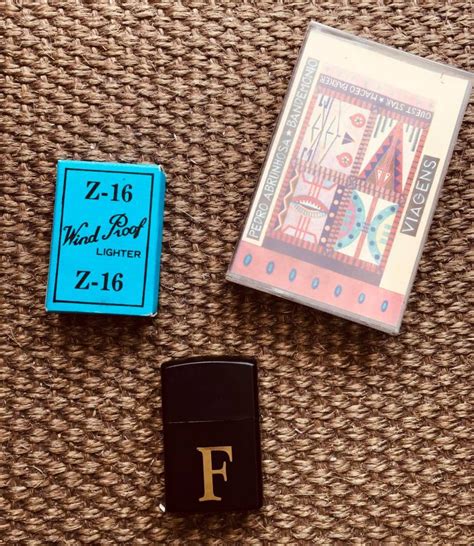 Z-16
Wind Proof
LIGHTER
Z-16
PEDRO ABRUNHOSA * BANDEMÓNIO
GUEST STAR * MACEO PARKER
VIAGENS
F